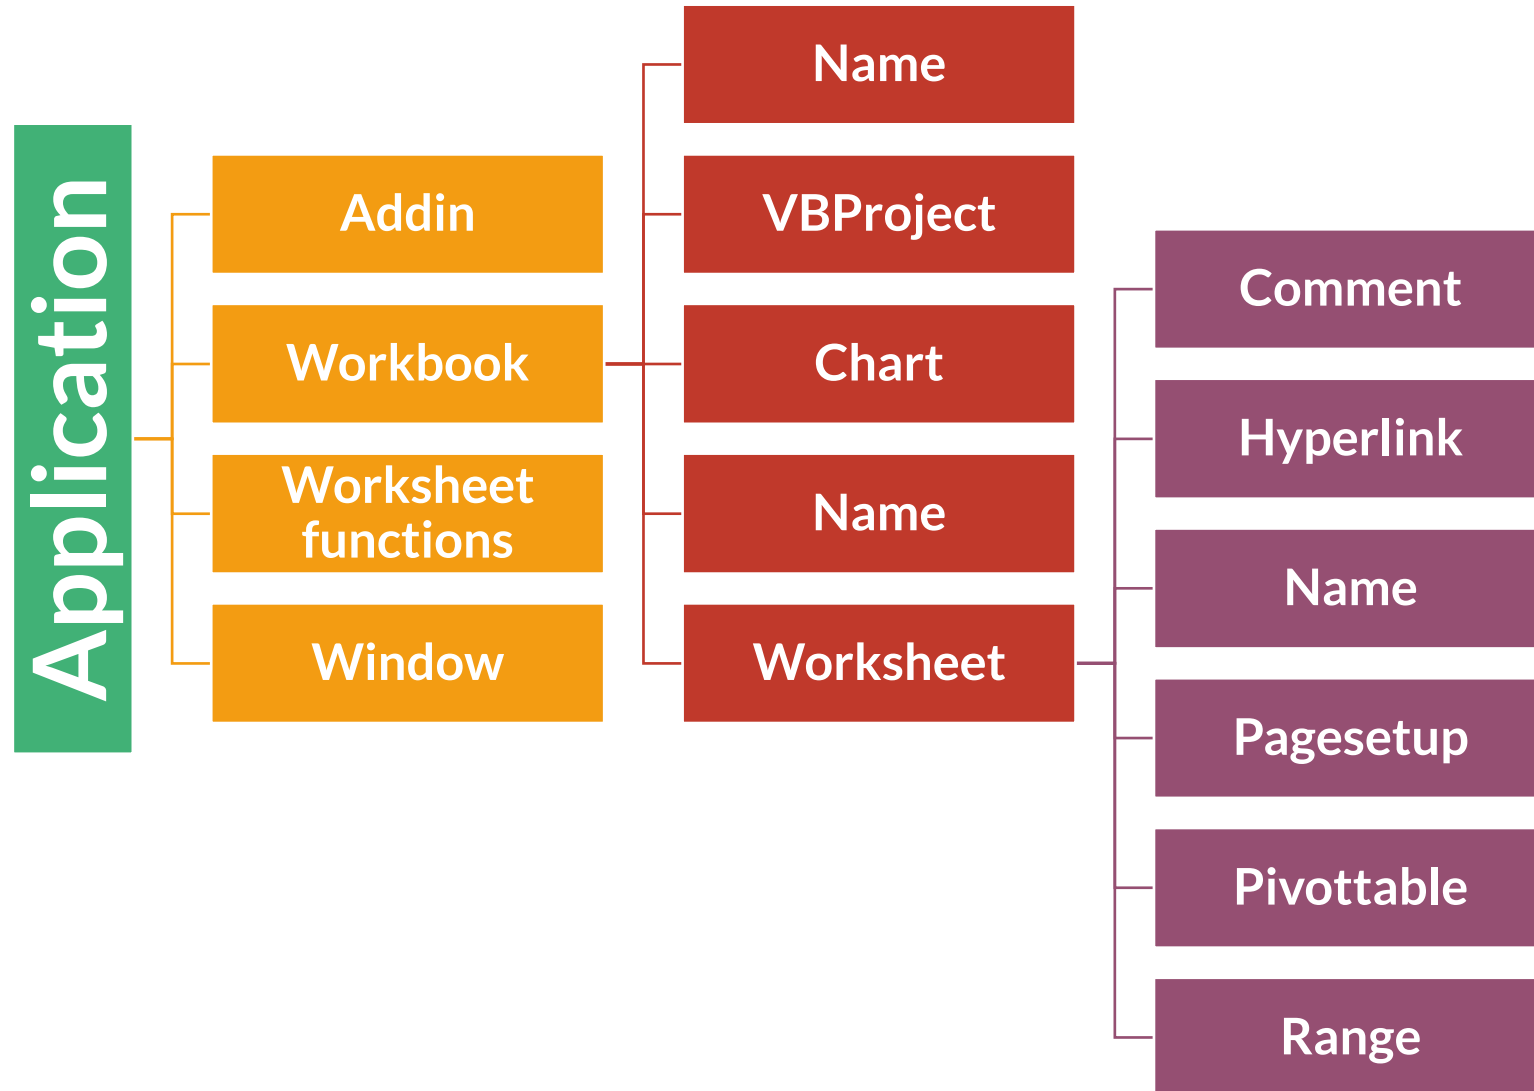 Application
Addin
Workbook
Worksheet
functions
Window
Name
VBProject
Chart
Name
Worksheet
Comment
Hyperlink
Name
Pagesetup
Pivottable
Range